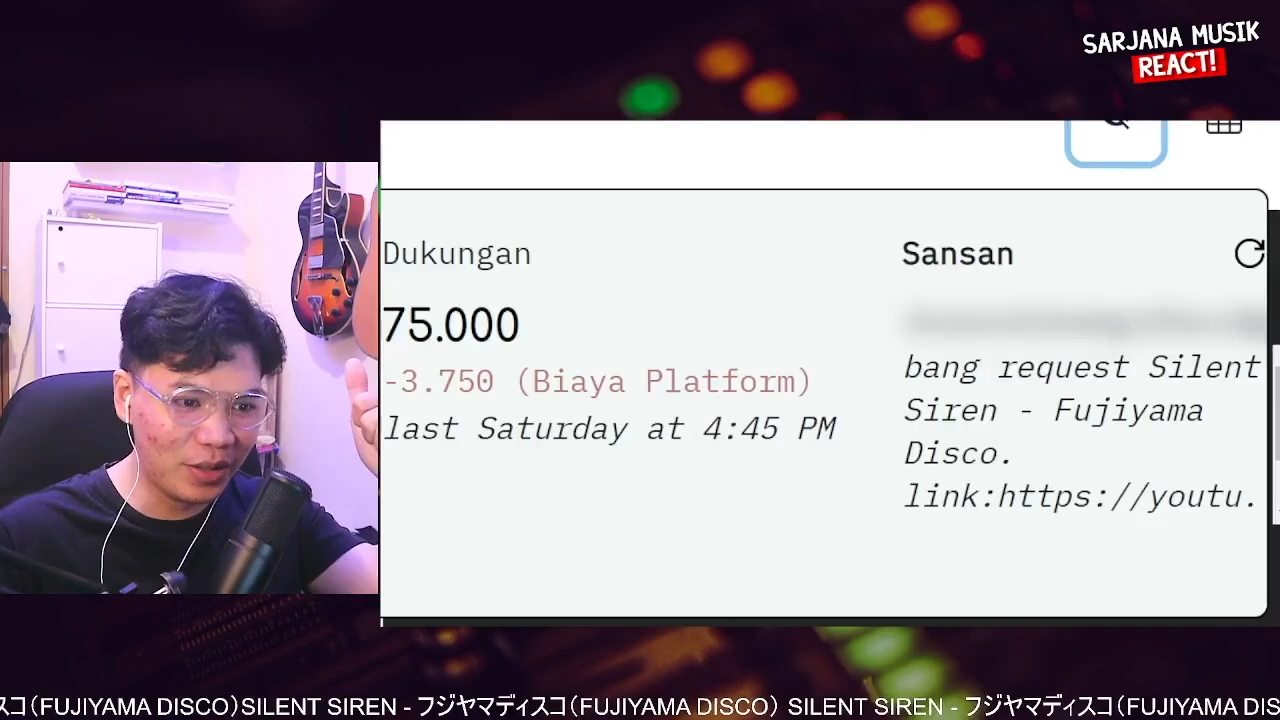 SARJANA MUSIK
REACT!
Dukungan
75.000
-3.750 (Biaya Platform)
last Saturday at 4:45 PM
Sansan
bang request Silent
Siren - Fujiyama
Disco.
link:https://youtu.
スコ(FUJIYAMA DISCO)SILENT SIREN - フジヤマディスコ(FUJIYAMA DISCO) SILENT SIREN - フジヤマディスコ(FUJIYAMA DIS